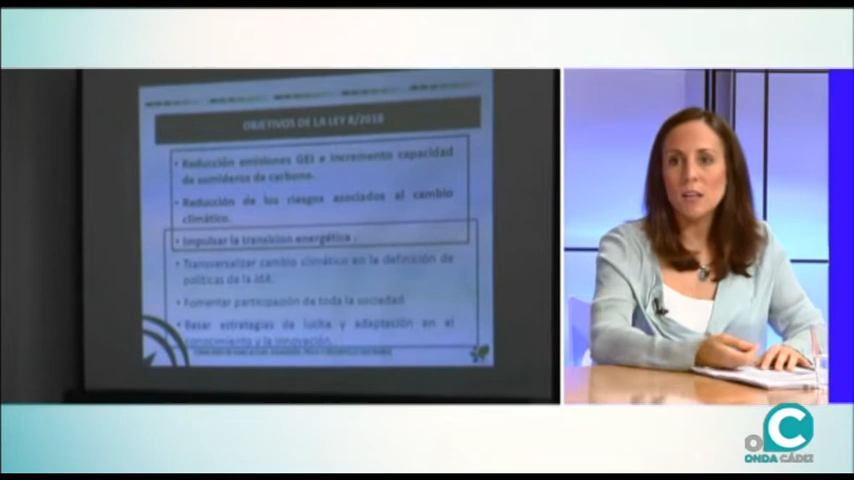 OBJETIVOS DE LA LEY 8/2018
• Reducción emisiones GEI e incremento capacidad
de sumideros de carbono.
• Reducción de los riesgos asociados al cambio
climático.
• Impulsar la transición energética .
• Transversalizar cambio climático en la definición de
políticas de la JdA.
• Fomentar participación de toda la sociedad
• Basar estrategias de lucha y adaptación en el
conocimiento y la innovación.
C
ONDA CÁDIZ